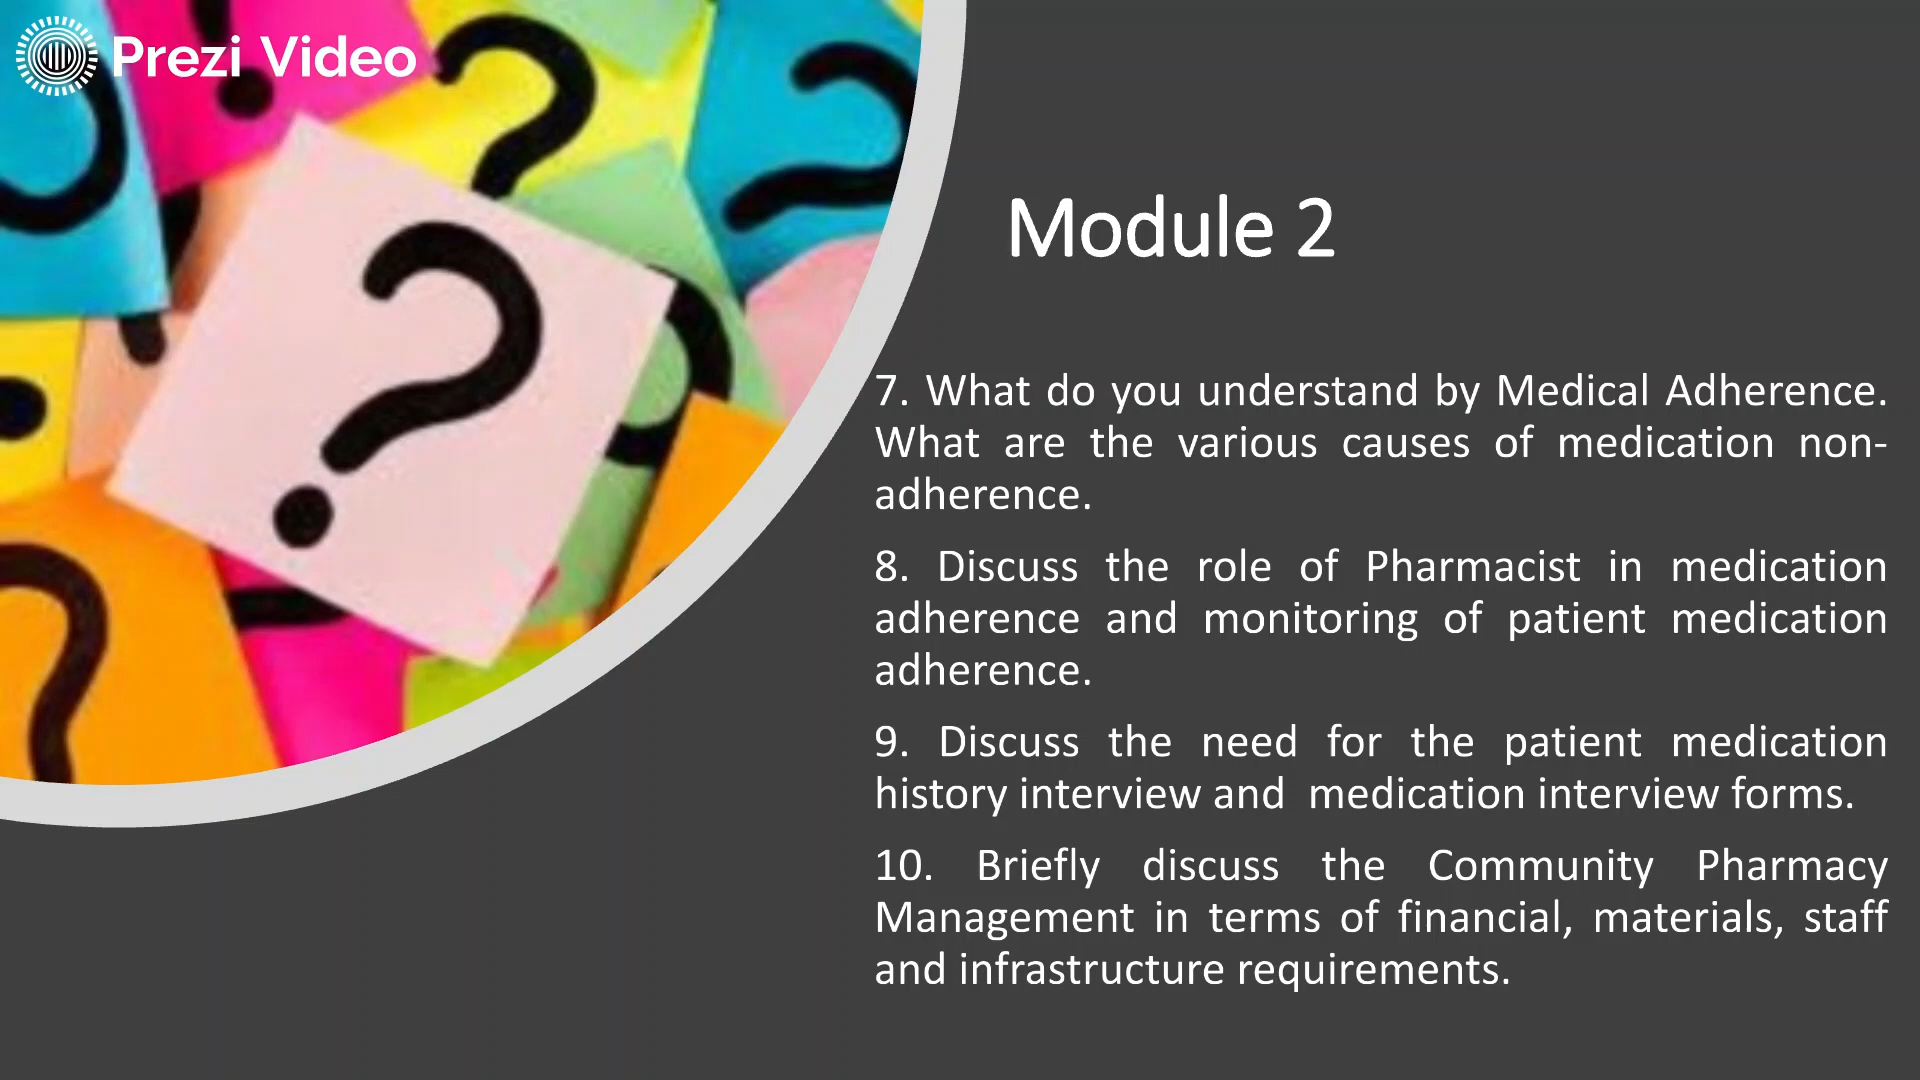 Prezi Video
Module 2
7. What do you understand by Medical Adherence.
What are the various causes of medication non-
adherence.
8. Discuss the role of Pharmacist in medication
adherence and monitoring of patient medication
adherence.
9. Discuss the need for the patient medication
history interview and  medication interview forms.
10. Briefly discuss the Community Pharmacy
Management in terms of financial, materials, staff
and infrastructure requirements.